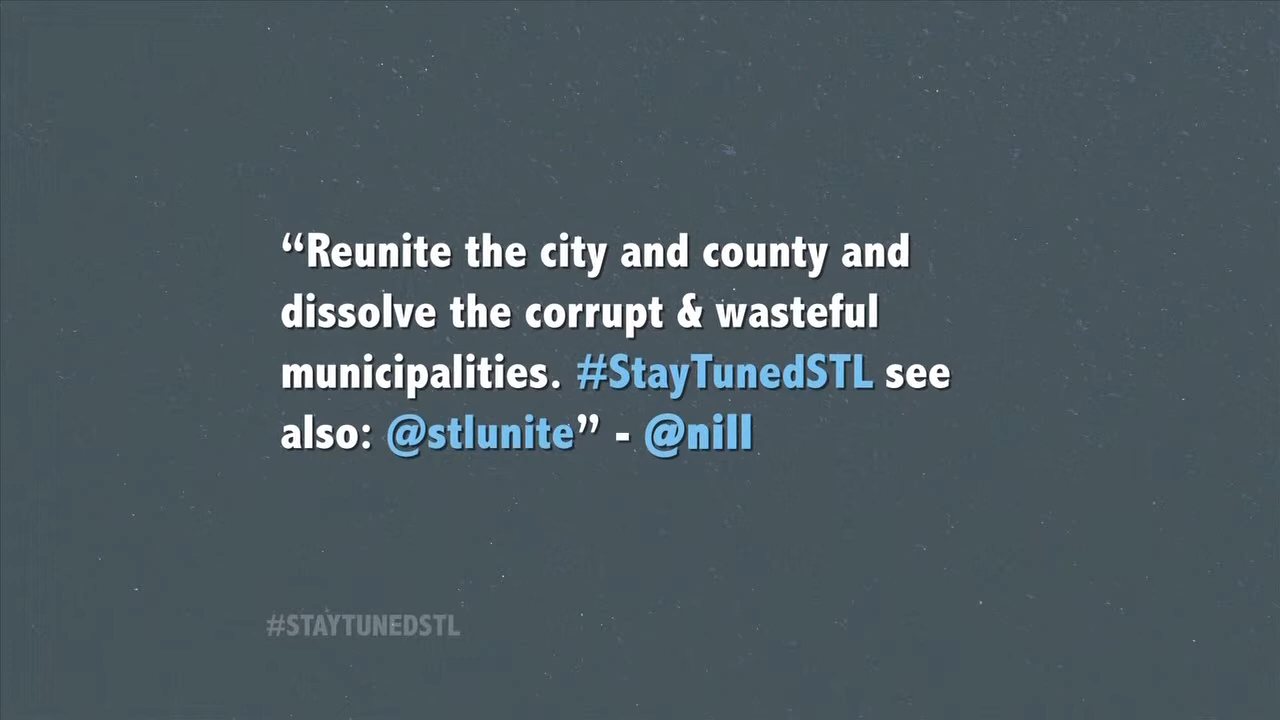 “Reunite the city and county and
dissolve the corrupt & wasteful
municipalities. #StayTunedSTL see
also: @stlunite” - @nill
#STAYTUNEDSTL